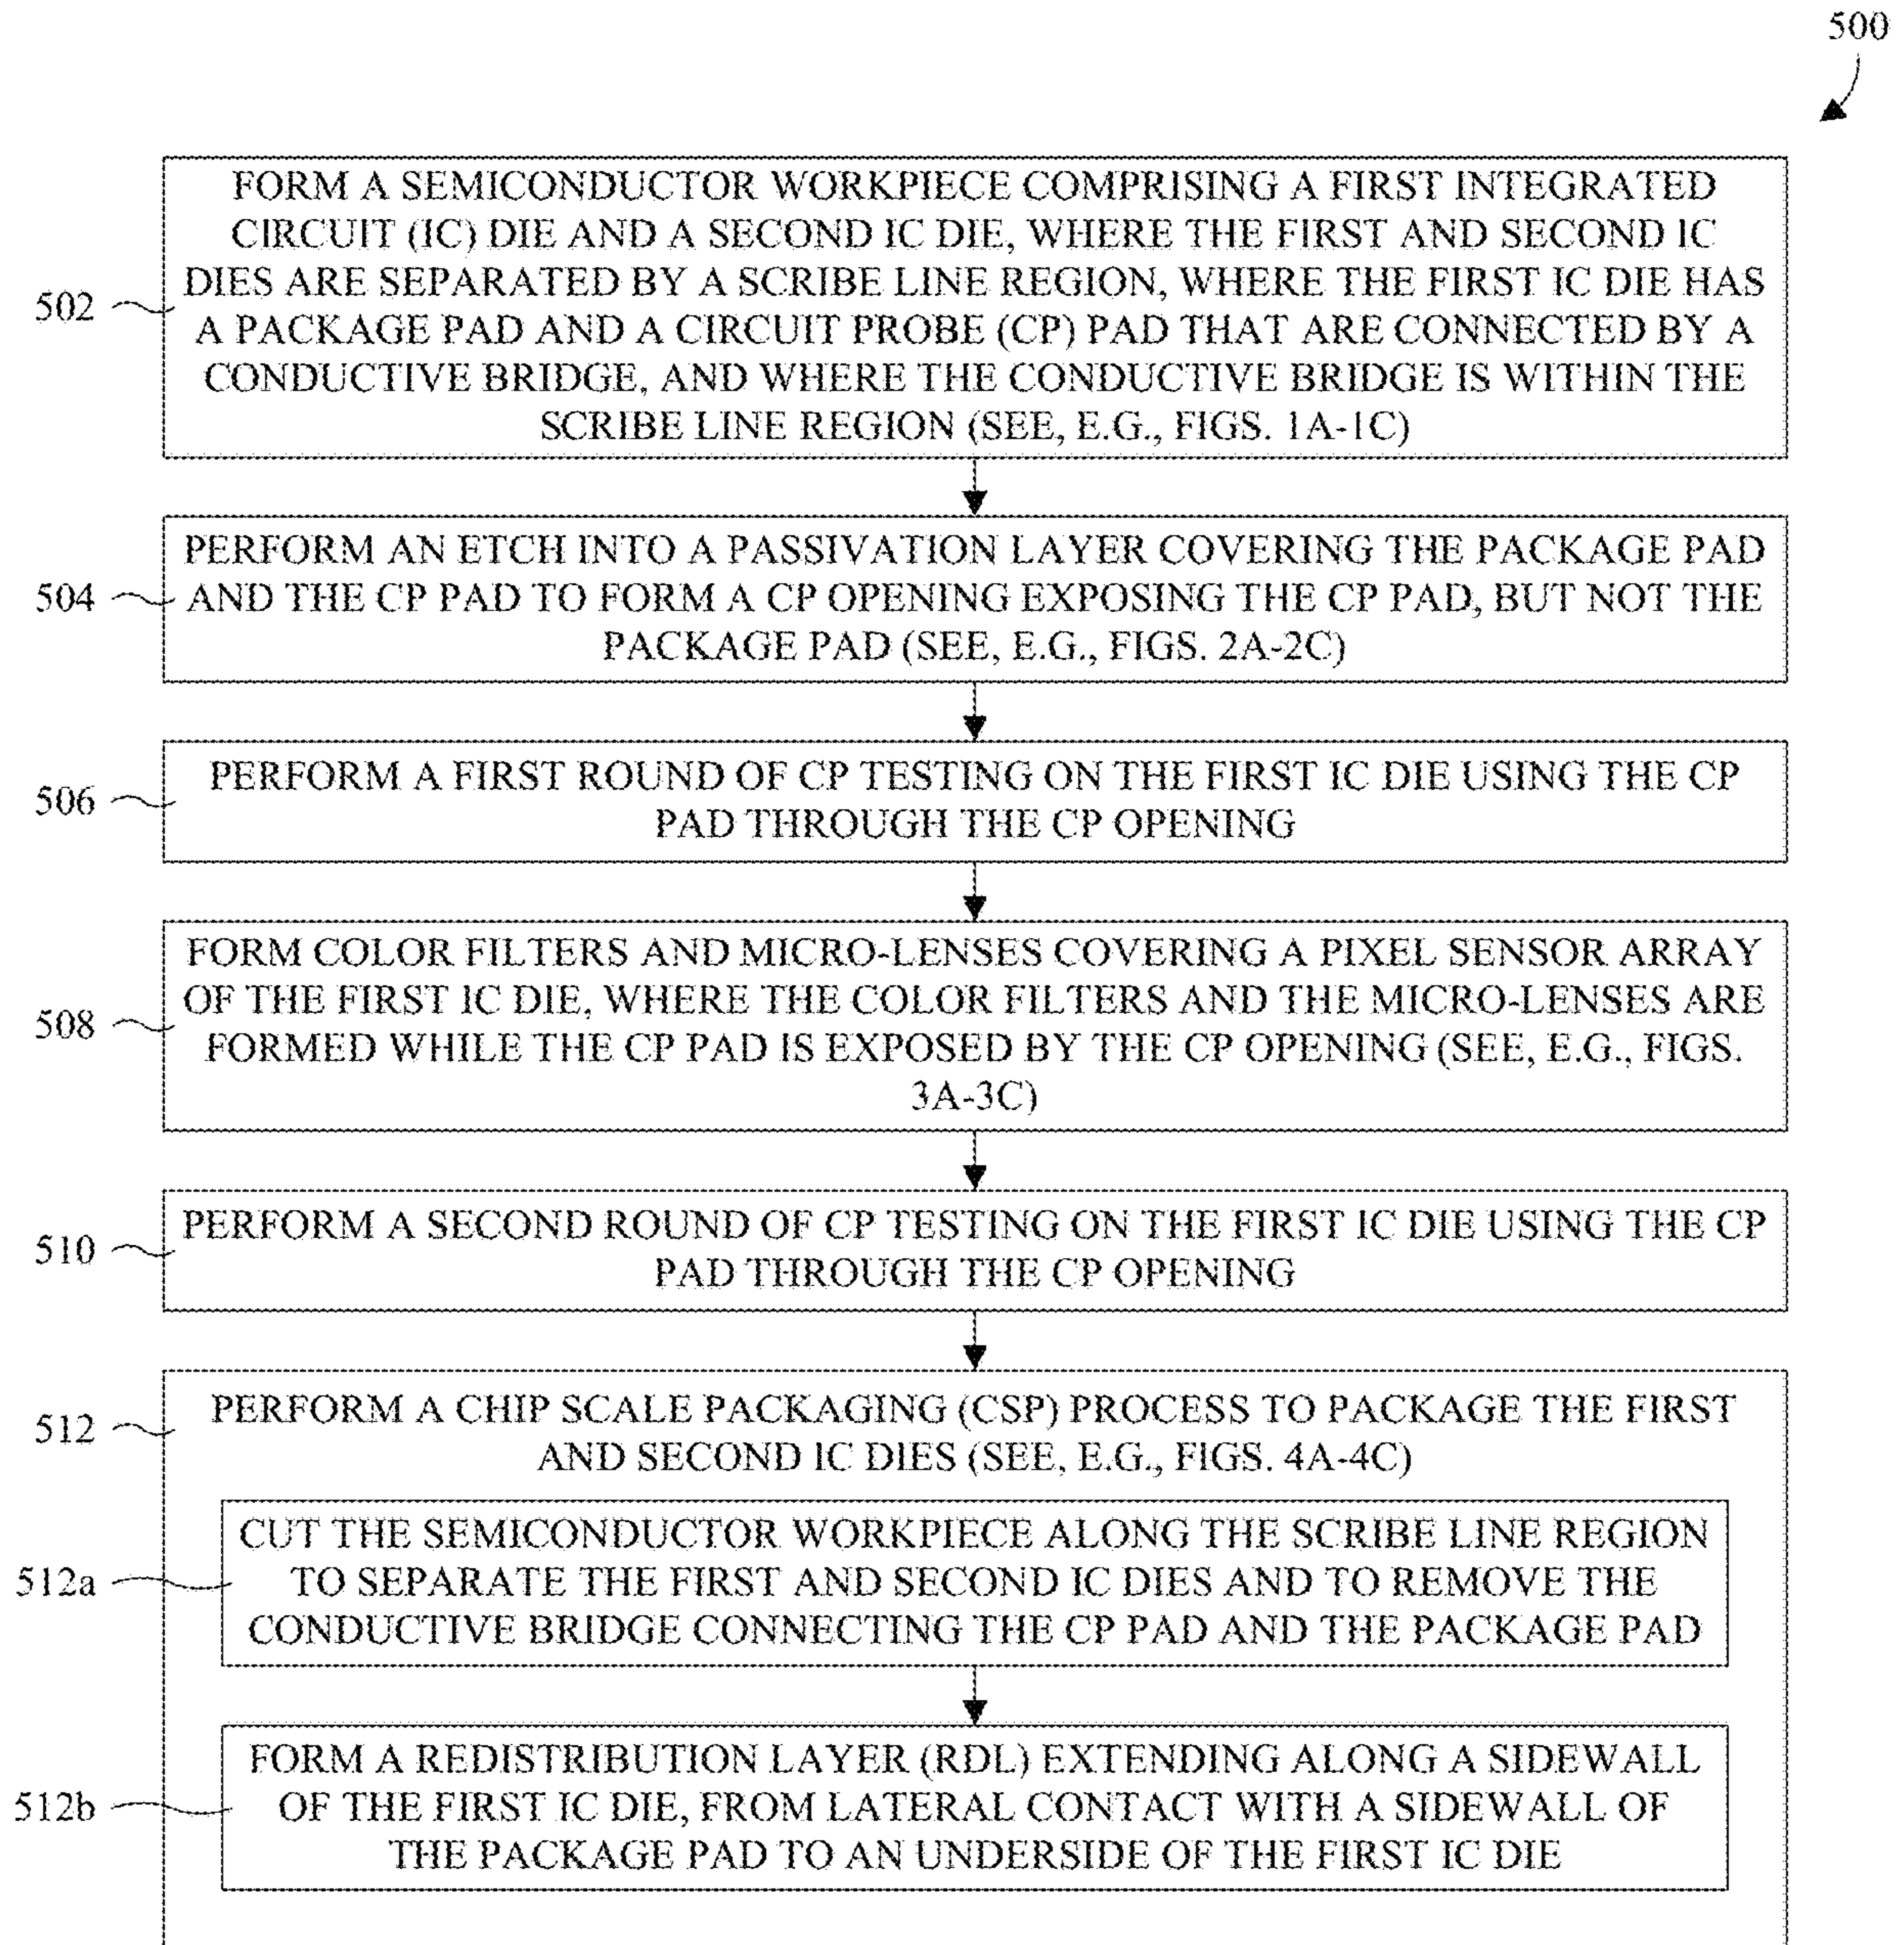 500
FORM A SEMICONDUCTOR WORKPIECE COMPRISING A FIRST INTEGRATED
CIRCUIT (IC) DIE AND A SECOND IC DIE, WHERE THE FIRST AND SECOND IC
DIES ARE SEPARATED BY A SCRIBE LINE REGION, WHERE THE FIRST IC DIE HAS
502
A PACKAGE PAD AND A CIRCUIT PROBE (CP) PAD THAT ARE CONNECTED BY A
CONDUCTIVE BRIDGE, AND WHERE THE CONDUCTIVE BRIDGE IS WITHIN THE
SCRIBE LINE REGION (SEE, E.G., FIGS. 1A-1C)
PERFORM AN ETCH INTO A PASSIVATION LAYER COVERING THE PACKAGE PAD
504
AND THE CP PAD TO FORM A CP OPENING EXPOSING THE CP PAD, BUT NOT THE
PACKAGE PAD (SEE, E.G., FIGS. 2A-2C)
506
PERFORM A FIRST ROUND OF CP TESTING ON THE FIRST IC DIE USING THE CP
PAD THROUGH THE CP OPENING
FORM COLOR FILTERS AND MICRO-LENSES COVERING A PIXEL SENSOR ARRAY
OF THE FIRST IC DIE, WHERE THE COLOR FILTERS AND THE MICRO-LENSES ARE
508
FORMED WHILE THE CP PAD IS EXPOSED BY THE CP OPENING (SEE, E.G., FIGS.
3A-3C)
510
PERFORM A SECOND ROUND OF CP TESTING ON THE FIRST IC DIE USING THE CP
PAD THROUGH THE CP OPENING
512
PERFORM A CHIP SCALE PACKAGING (CSP) PROCESS TO PACKAGE THE FIRST
AND SECOND IC DIES (SEE, E.G., FIGS. 4A-4C)
CUT THE SEMICONDUCTOR WORKPIECE ALONG THE SCRIBE LINE REGION
512a
TO SEPARATE THE FIRST AND SECOND IC DIES AND TO REMOVE THE
CONDUCTIVE BRIDGE CONNECTING THE CP PAD AND THE PACKAGE PAD
FORM A REDISTRIBUTION LAYER (RDL) EXTENDING ALONG A SIDEWALL
512b
OF THE FIRST IC DIE, FROM LATERAL CONTACT WITH A SIDEWALL OF
THE PACKAGE PAD TO AN UNDERSIDE OF THE FIRST IC DIE